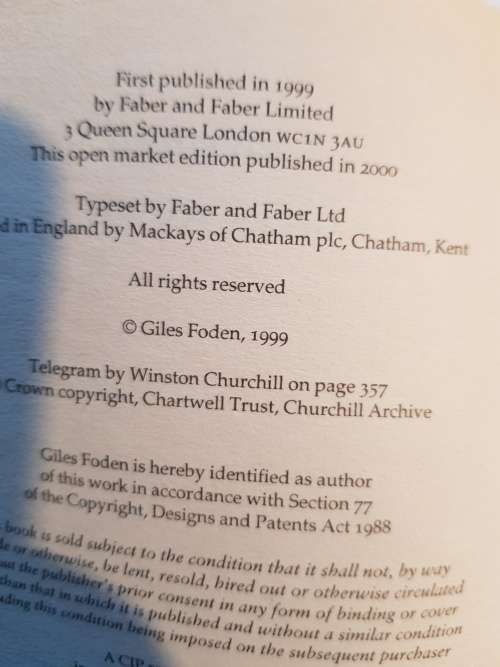 First published in 1999
by Faber and Faber Limited
3 Queen Square London WC1N 3AU
This open market edition published in 2000
Typeset by Faber and Faber Ltd
d in England by Mackays of Chatham plc, Chatham, Kent
All rights reserved
© Giles Foden, 1999
Telegram by Winston Churchill on page 357
Crown copyright, Chartwell Trust, Churchill Archive
Giles Foden is hereby identified as author
of this work in accordance with Section 77
of the Copyright, Designs and Patents Act 1988
book is sold subject to the condition that it shall not, by way
de or otherwise, be lent, resold, hired out or otherwise circulated
out the publisher's prior consent in any form of binding or cover
than that in which it is published and without a similar condition
uding this condition being imposed on the subsequent purchaser
A CIP